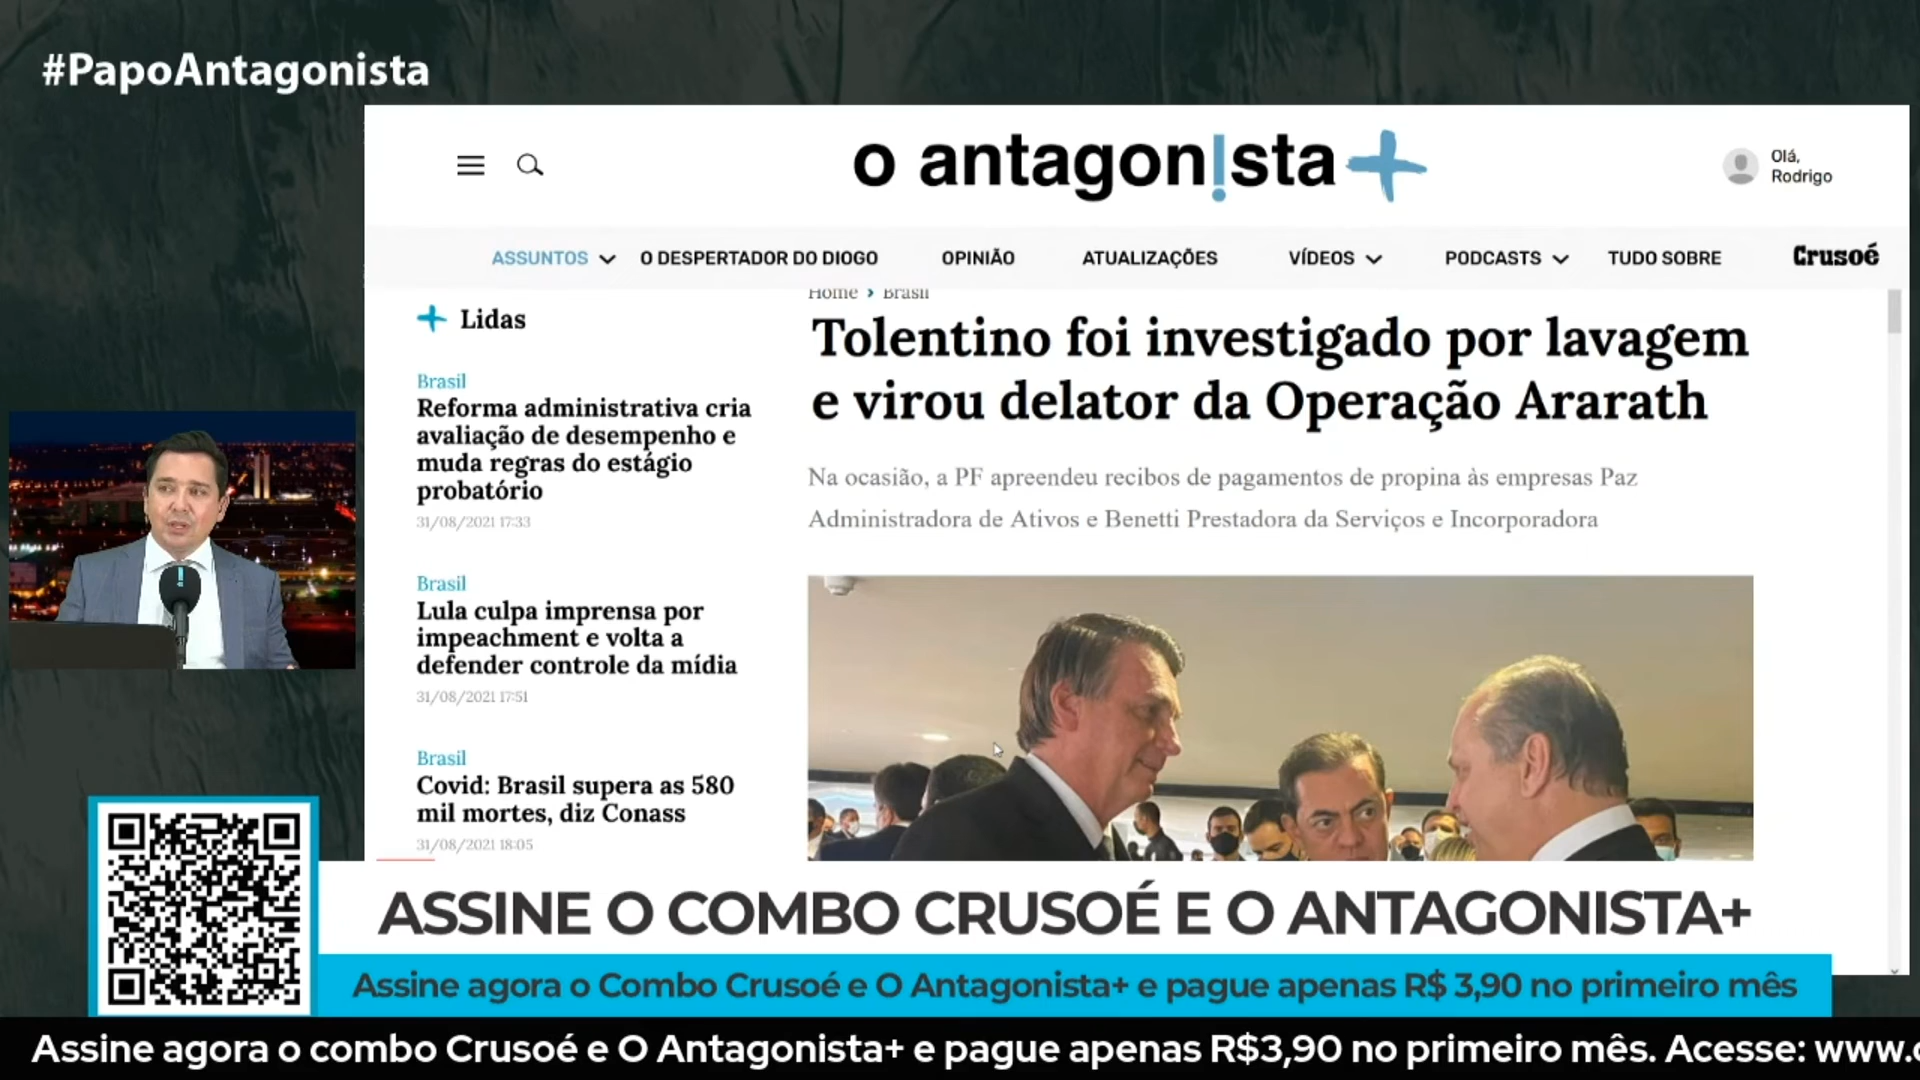 #PapoAntagonista
o antagon!sta+
Olá,
Rodrigo
ASSUNTOS
O DESPERTADOR DO DIOGO
OPINIÃO
ATUALIZAÇÕES
VÍDEOS
PODCASTS
TUDO SOBRE
Crusoé
Home › Brasil
Lidas
Brasil
Reforma administrativa cria
avaliação de desempenho e
muda regras do estágio
probatório
31/08/2021 17:33
Brasil
Lula culpa imprensa por
impeachment e volta a
defender controle da mídia
31/08/2021 17:51
Brasil
Covid: Brasil supera as 580
mil mortes, diz Conass
31/08/2021 18:05
Tolentino foi investigado por lavagem
e virou delator da Operação Ararath
Na ocasião, a PF apreendeu recibos de pagamentos de propina às empresas Paz
Administradora de Ativos e Benetti Prestadora da Serviços e Incorporadora
ASSINE O COMBO CRUSOÉ E O ANTAGONISTA+
Assine agora o Combo Crusoé e O Antagonista+ e pague apenas R$ 3,90 no primeiro mês
Assine agora o combo Crusoé e O Antagonista+ e pague apenas R$3,90 no primeiro mês. Acesse: www.